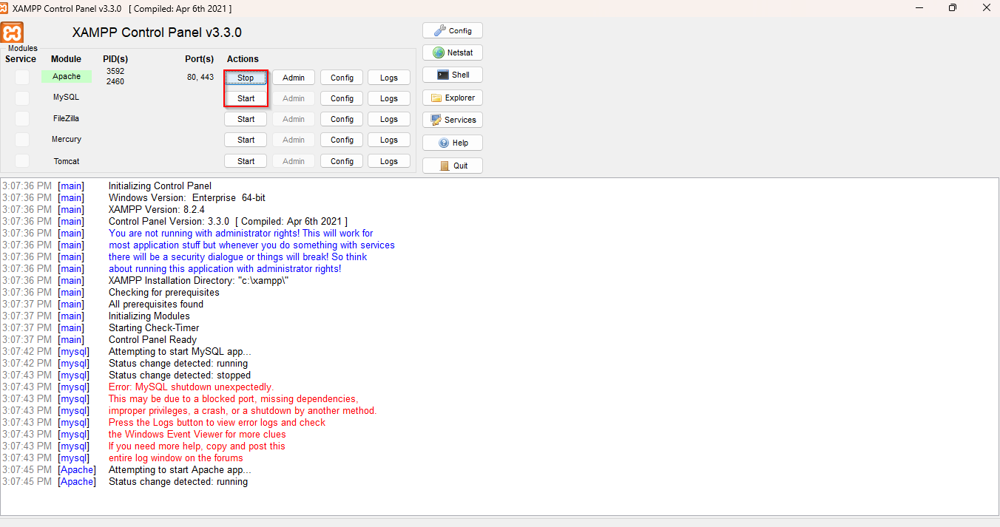 XAMPP Control Panel v3.3.0 [ Compiled: Apr 6th 2021 ]
XAMPP Control Panel v3.3.0
Config
Modules
Service Module PID(s) Port(s) Actions
Netstat
Apache 3592 2460 80, 443 Stop Admin Config Logs
Shell
MySQL Start Admin Config Logs
Explorer
FileZilla Start Admin Config Logs
Services
Mercury Start Admin Config Logs
Help
Tomcat Start Admin Config Logs
Quit
3:07:36 PM [main] Initializing Control Panel
3:07:36 PM [main] Windows Version: Enterprise 64-bit
3:07:36 PM [main] XAMPP Version: 8.2.4
3:07:36 PM [main] Control Panel Version: 3.3.0 [ Compiled: Apr 6th 2021 ]
3:07:36 PM [main] You are not running with administrator rights! This will work for
3:07:36 PM [main] most application stuff but whenever you do something with services
3:07:36 PM [main] there will be a security dialogue or things will break! So think
3:07:36 PM [main] about running this application with administrator rights!
3:07:36 PM [main] XAMPP Installation Directory: "c:\xampp\"
3:07:36 PM [main] Checking for prerequisites
3:07:37 PM [main] All prerequisites found
3:07:37 PM [main] Initializing Modules
3:07:37 PM [main] Starting Check-Timer
3:07:37 PM [main] Control Panel Ready
3:07:42 PM [mysql] Attempting to start MySQL app...
3:07:42 PM [mysql] Status change detected: running
3:07:43 PM [mysql] Status change detected: stopped
3:07:43 PM [mysql] Error: MySQL shutdown unexpectedly.
3:07:43 PM [mysql] This may be due to a blocked port, missing dependencies,
3:07:43 PM [mysql] improper privileges, a crash, or a shutdown by another method.
3:07:43 PM [mysql] Press the Logs button to view error logs and check
3:07:43 PM [mysql] the Windows Event Viewer for more clues
3:07:43 PM [mysql] If you need more help, copy and post this
3:07:43 PM [mysql] entire log window on the forums
3:07:45 PM [Apache] Attempting to start Apache app...
3:07:45 PM [Apache] Status change detected: running